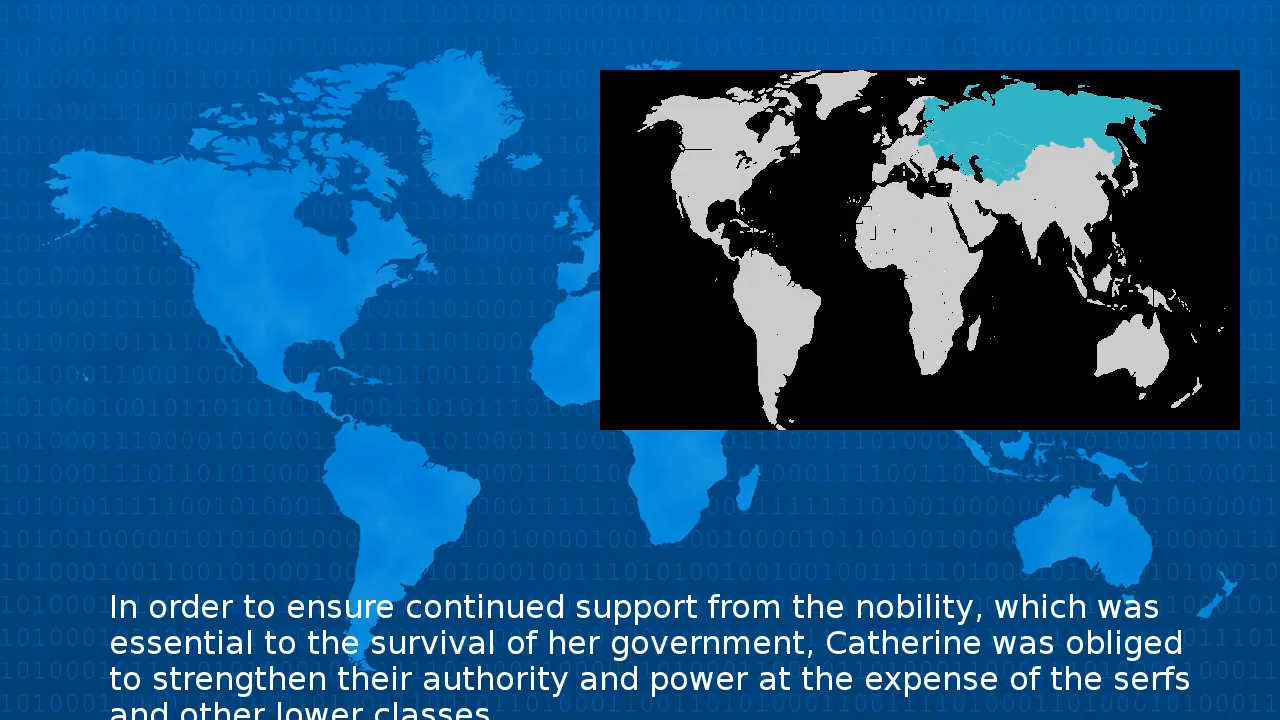 In order to ensure continued support from the nobility, which was
essential to the survival of her government, Catherine was obliged
to strengthen their authority and power at the expense of the serfs
and other lower classes.